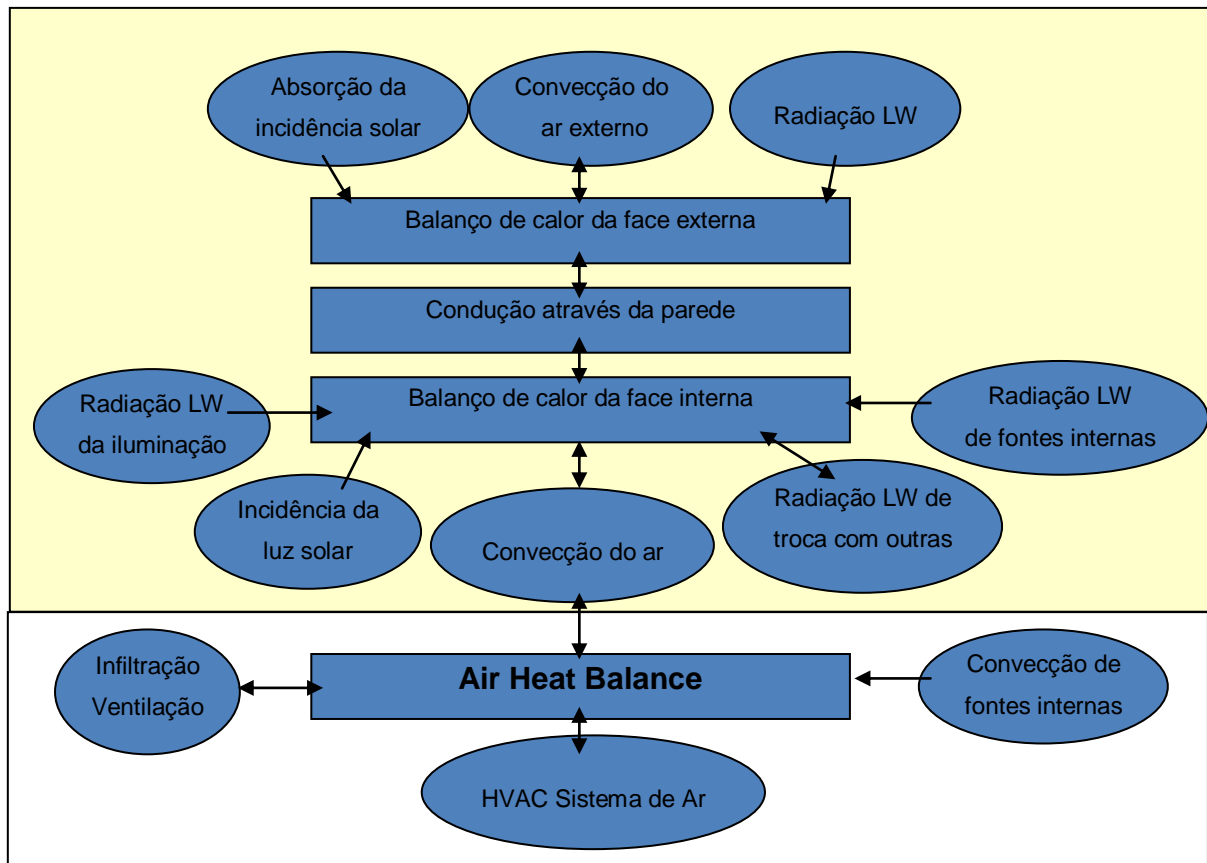 Absorção da
incidência solar
Convecção do
ar externo
Radiação LW
Balanço de calor da face externa
Condução através da parede
Balanço de calor da face interna
Radiação LW
da iluminação
Radiação LW
de fontes internas
Incidência da
luz solar
Convecção do ar
Radiação LW de
troca com outras
Infiltração
Ventilação
Air Heat Balance
Convecção de
fontes internas
HVAC Sistema de Ar